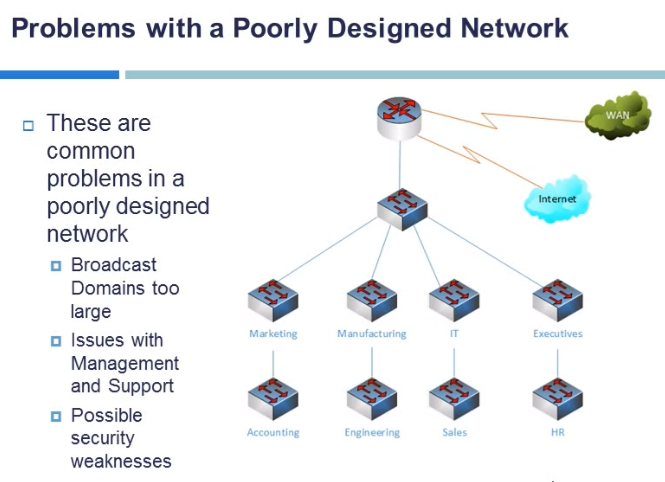 Problems with a Poorly Designed Network
These are
common
problems in a
poorly designed
network
Broadcast
Domains too
large
Issues with
Management
and Support
Possible
security
weaknesses
WAN
Internet
Marketing
Manufacturing
IT
Executives
Accounting
Engineering
Sales
HR